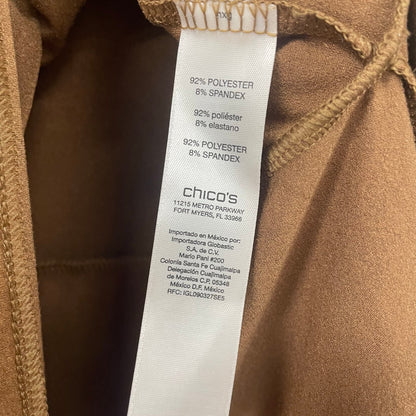 92% POLYESTER
8% SPANDEX
92% poliéster
8% elastano
92% POLYESTER
8% SPANDEX
chico's
11215 METRO PARKWAY
FORT MYERS, FL 33966
Importado en México por:
Importadora Globastic
S.A. de C.V.
Mario Pani #200
Colonia Santa Fe Cuajimalpa
Delegación Cuajimalpa
de Morelos C.P. 05348
México D.F. México
RFC: IGL090327SE5